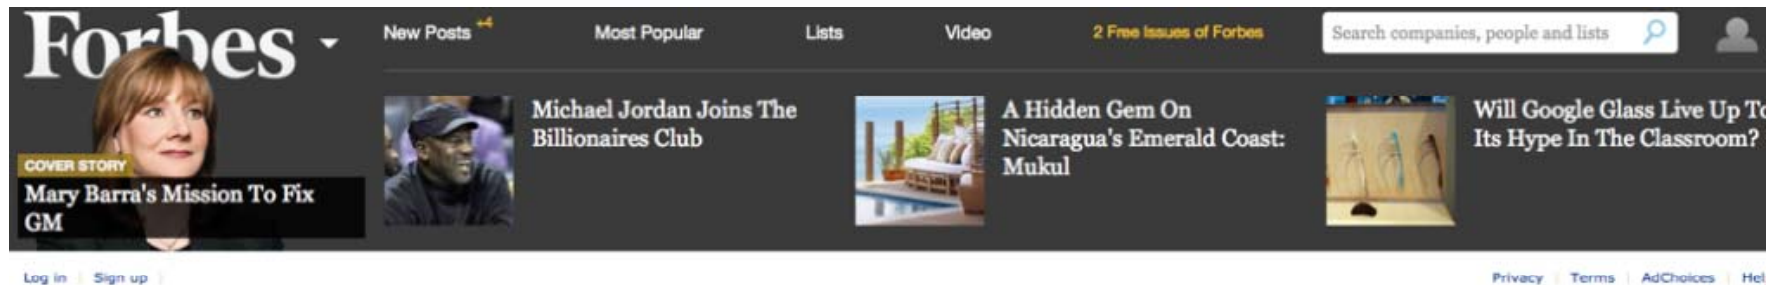 Forbes
New Posts +4
Most Popular
Lists
Video
2 Free Issues of Forbes
Search companies, people and lists
COVER STORY
Mary Barra's Mission To Fix
GM
Michael Jordan Joins The
Billionaires Club
A Hidden Gem On
Nicaragua's Emerald Coast:
Mukul
Will Google Glass Live Up To
Its Hype In The Classroom?
Log in
Sign up
Privacy
Terms
AdChoices
Hel